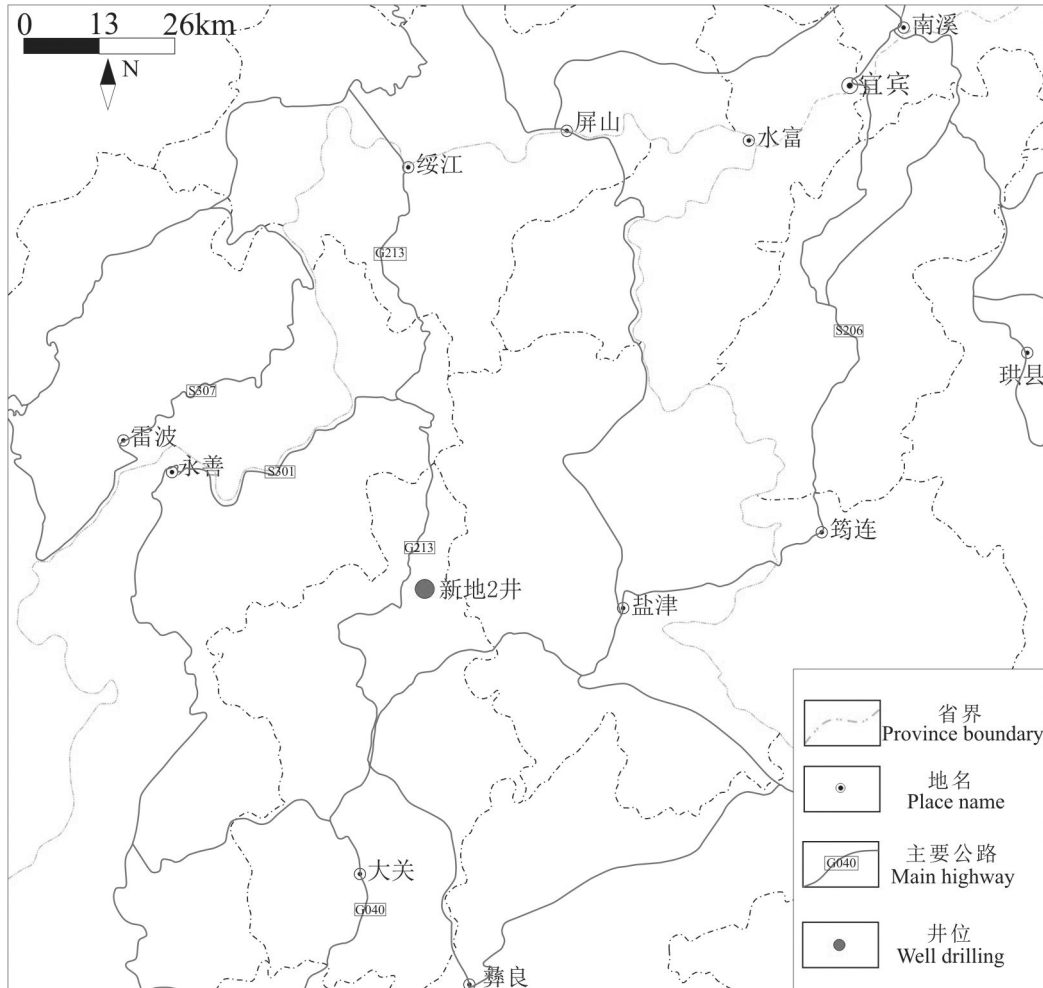 0 13 26km
N
南溪
宜宾
屏山
水富
绥江
G213
S206
珙县
S307
雷波
永善
S301
筠连
G213
新地2井
盐津
省界
Province boundary
地名
Place name
主要公路
G040
Main highway
大关
G040
井位
Well drilling
彝良